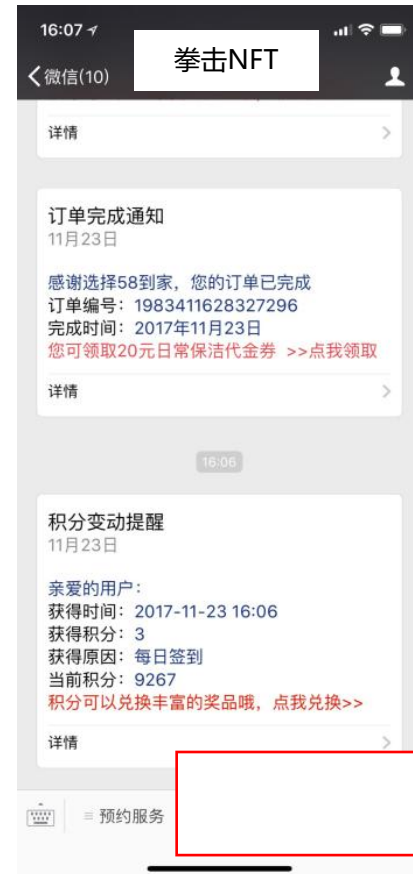 16:07
微信(10)
拳击NFT
详情
订单完成通知
11月23日
感谢选择58到家，您的订单已完成
订单编号：1983411628327296
完成时间：2017年11月23日
您可领取20元日常保洁代金券 >>点我领取
详情
16:06
积分变动提醒
11月23日
亲爱的用户：
获得时间：2017-11-23 16:06
获得积分：3
获得原因：每日签到
当前积分：9267
积分可以兑换丰富的奖品哦，点我兑换>>
详情
预约服务